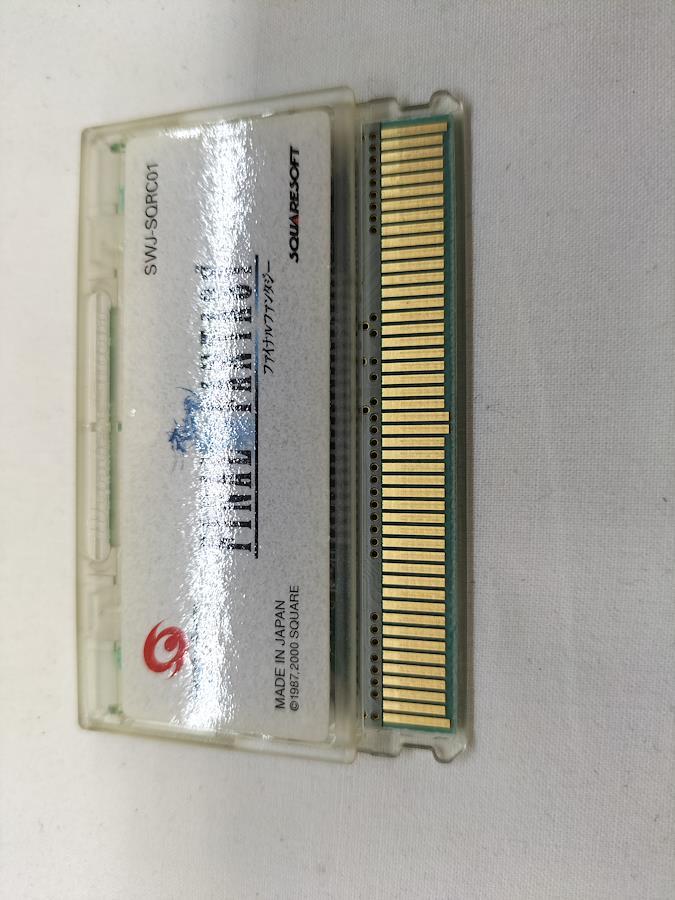 SWJ-SQRC01
FINAL FANTASY
ファイナルファンタジー
SQUARESOFT
MADE IN JAPAN
©1987,2000 SQUARE